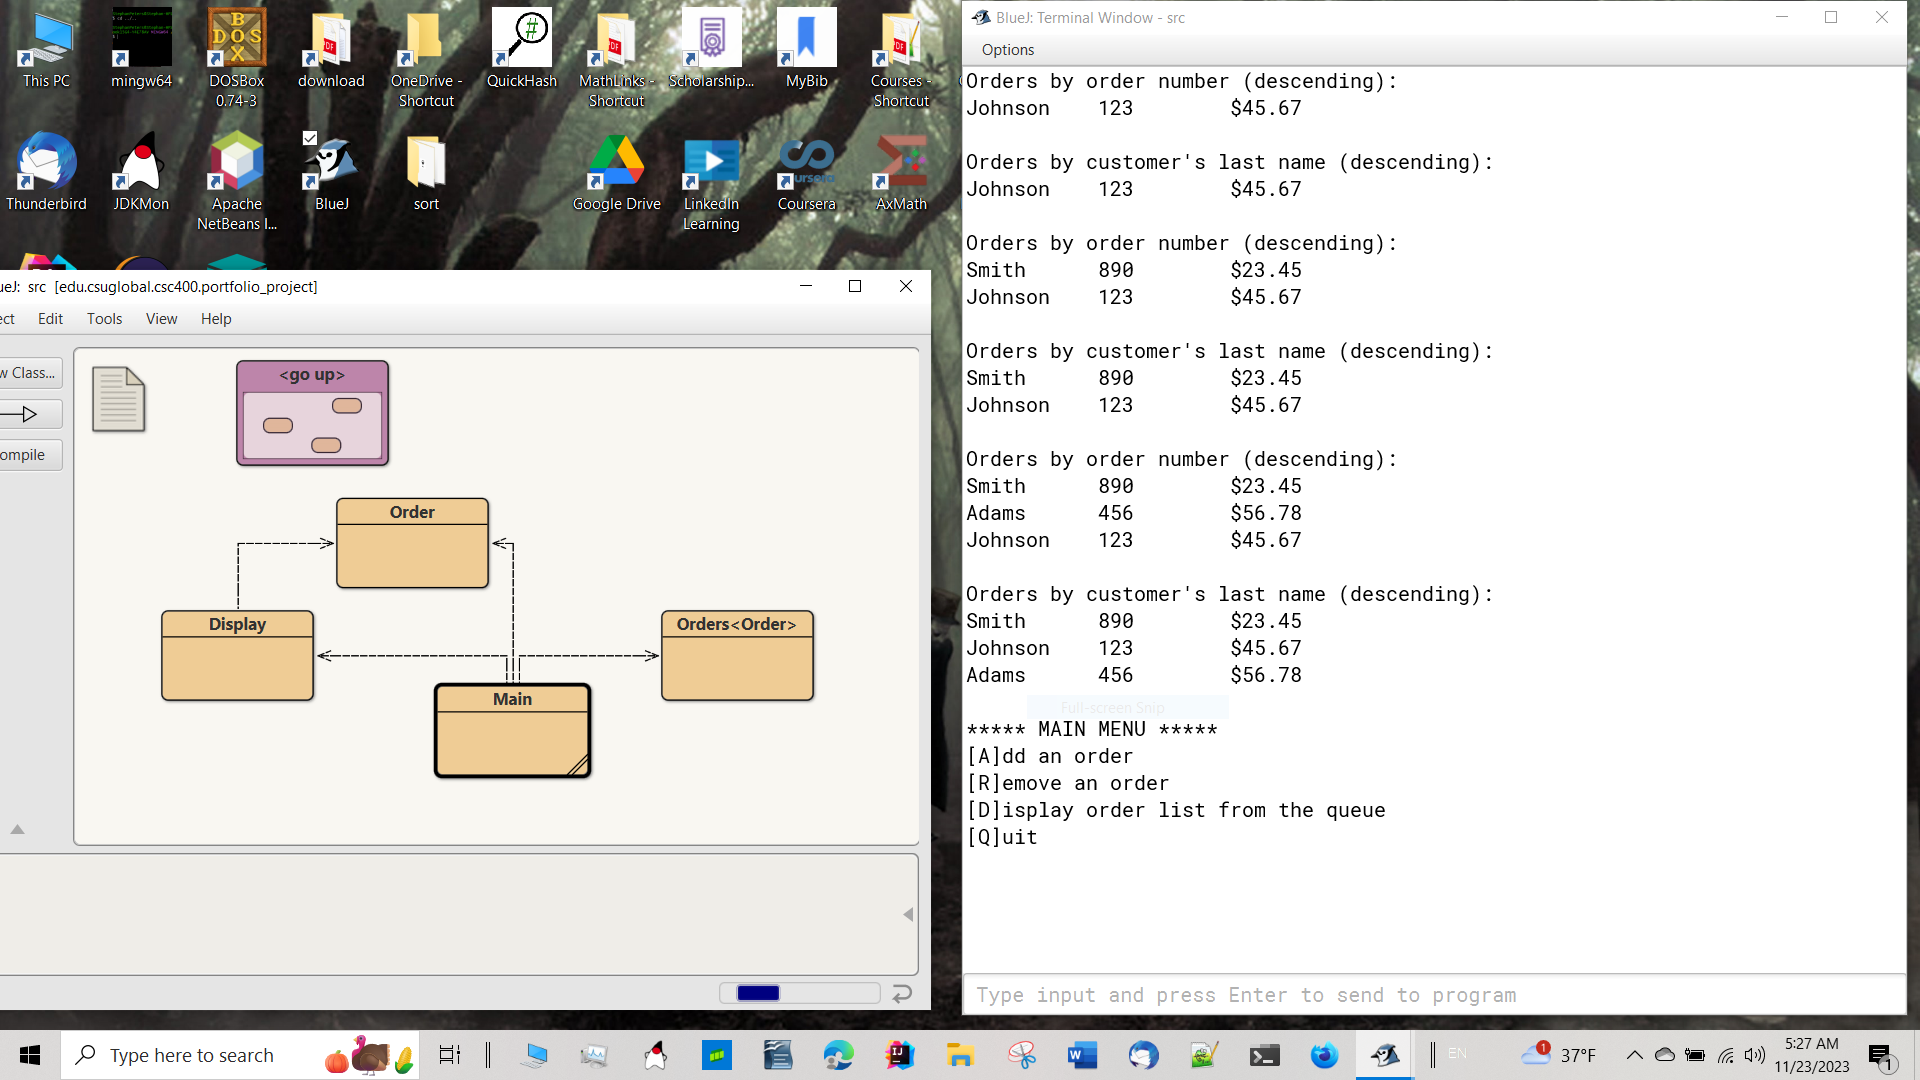 This PC
mingw64
DOSBox
0.74-3
download
OneDrive -
Shortcut
QuickHash
MathLinks -
Shortcut
Scholarship...
MyBib
Courses -
Shortcut
Thunderbird
JDKMon
Apache
NetBeans I...
BlueJ
sort
Google Drive
LinkedIn
Learning
Coursera
AxMath
ueJ: src [edu.csuglobal.csc400.portfolio_project]
ect Edit Tools View Help
w Class...
ompile
<go up>
Order
Display
Orders<Order>
Main
BlueJ: Terminal Window - src
Options
Orders by order number (descending):
Johnson 123 $45.67
Orders by customer's last name (descending):
Johnson 123 $45.67
Orders by order number (descending):
Smith 890 $23.45
Johnson 123 $45.67
Orders by customer's last name (descending):
Smith 890 $23.45
Johnson 123 $45.67
Orders by order number (descending):
Smith 890 $23.45
Adams 456 $56.78
Johnson 123 $45.67
Orders by customer's last name (descending):
Smith 890 $23.45
Johnson 123 $45.67
Adams 456 $56.78
Full-screen Snip
***** MAIN MENU *****
[A]dd an order
[R]emove an order
[D]isplay order list from the queue
[Q]uit
Type input and press Enter to send to program
Type here to search
EN
1
37°F
5:27 AM
11/23/2023
1